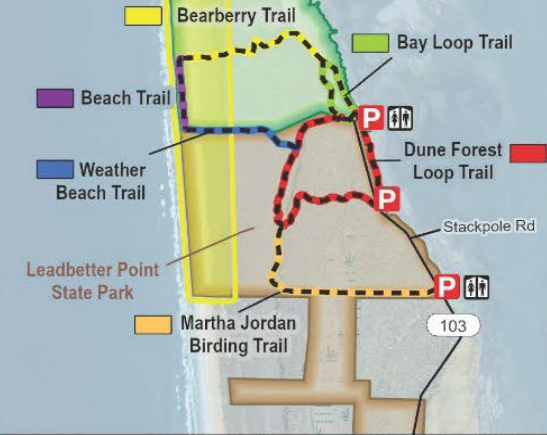 Bearberry Trail
Bay Loop Trail
Beach Trail
P
Dune Forest
Loop Trail
Weather
Beach Trail
P
Stackpole Rd
Leadbetter Point
State Park
P
Martha Jordan
Birding Trail
103